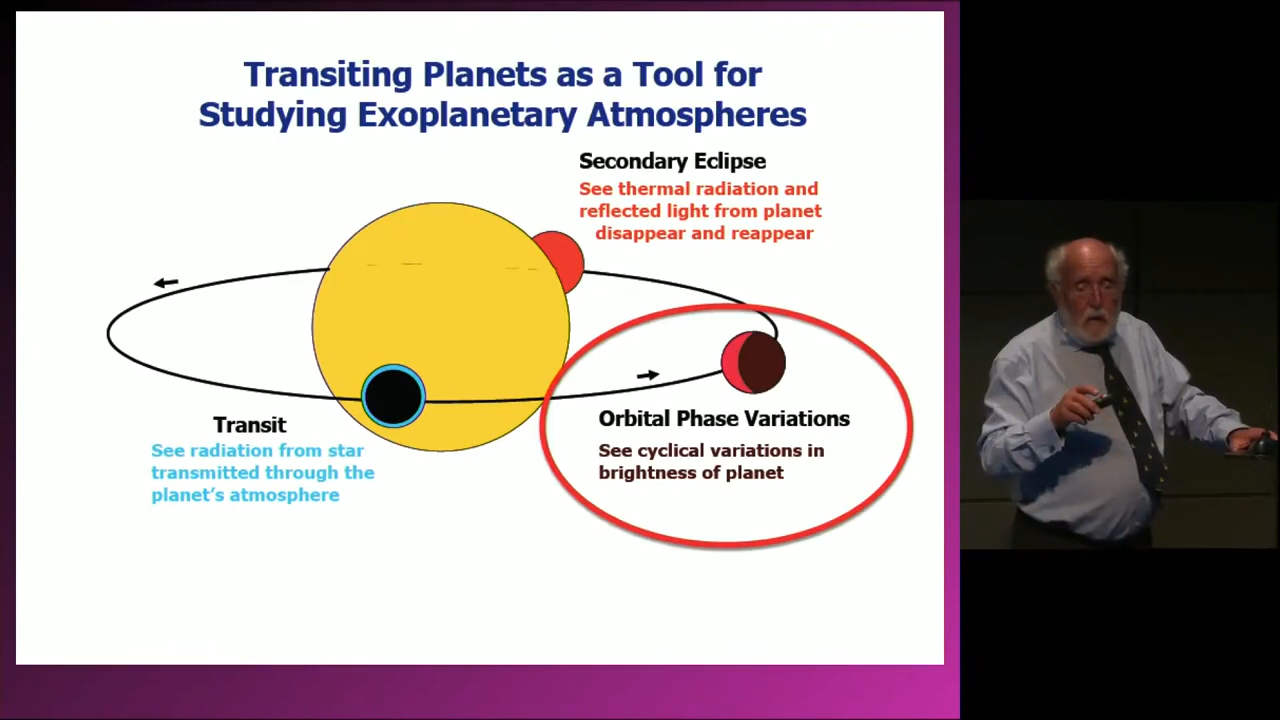 Transiting Planets as a Tool for
Studying Exoplanetary Atmospheres
Secondary Eclipse
See thermal radiation and
reflected light from planet
disappear and reappear
Transit
See radiation from star
transmitted through the
planet’s atmosphere
Orbital Phase Variations
See cyclical variations in
brightness of planet